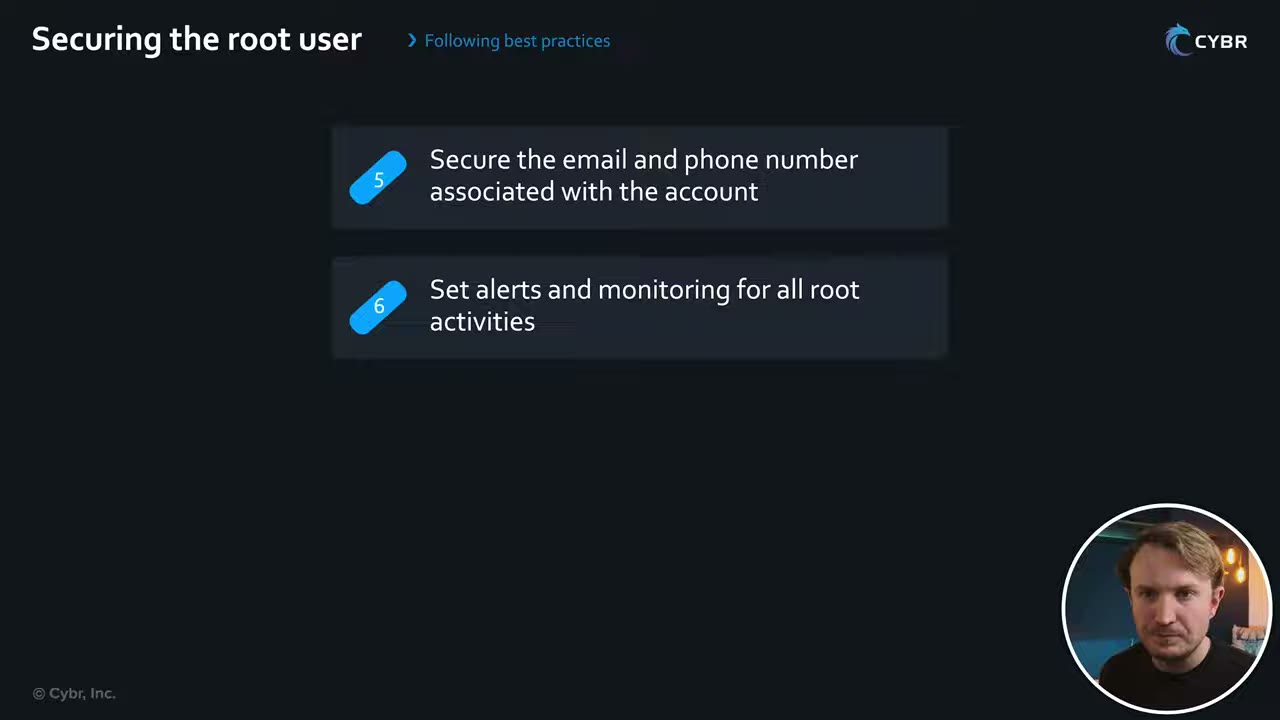 Securing the root user
› Following best practices
CYBR
5
Secure the email and phone number
associated with the account
6
Set alerts and monitoring for all root
activities
© Cybr, Inc.